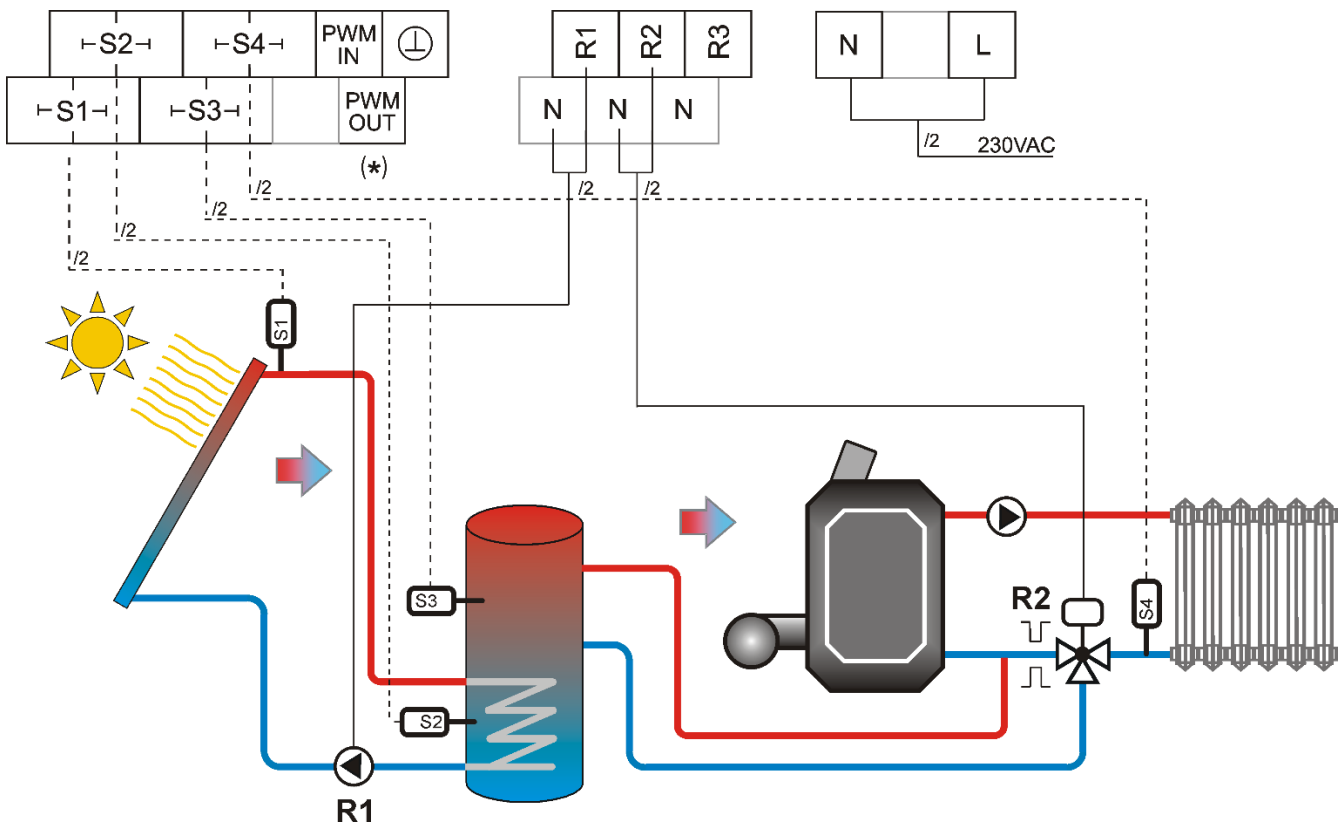 S2 S4 PWM IN
S1 S3 PWM OUT
(*)
R1 R2 R3
N N N
N L
/2 230VAC
/2 /2 /2
/2 /2
/2
S1
S3
S2
R1
R2
S4